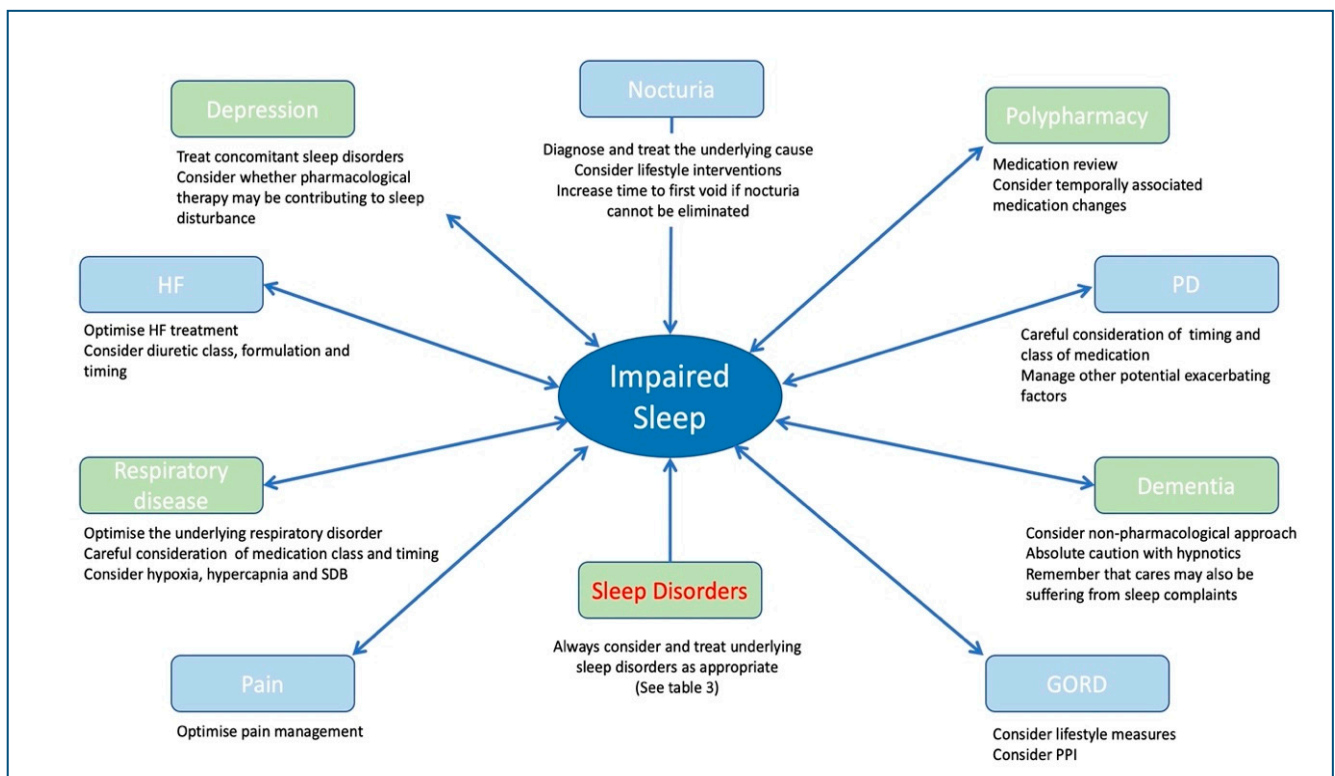 Depression
Treat concomitant sleep disorders
Consider whether pharmacological
therapy may be contributing to sleep
disturbance
Nocturia
Diagnose and treat the underlying cause
Consider lifestyle interventions
Increase time to first void if nocturia
cannot be eliminated
Polypharmacy
Medication review
Consider temporally associated
medication changes
HF
Optimise HF treatment
Consider diuretic class, formulation and
timing
Impaired
Sleep
PD
Careful consideration of timing and
class of medication
Manage other potential exacerbating
factors
Respiratory
disease
Optimise the underlying respiratory disorder
Careful consideration of medication class and timing
Consider hypoxia, hypercapnia and SDB
Sleep Disorders
Always consider and treat underlying
sleep disorders as appropriate
(See table 3)
Dementia
Consider non-pharmacological approach
Absolute caution with hypnotics
Remember that cares may also be
suffering from sleep complaints
Pain
Optimise pain management
GORD
Consider lifestyle measures
Consider PPI